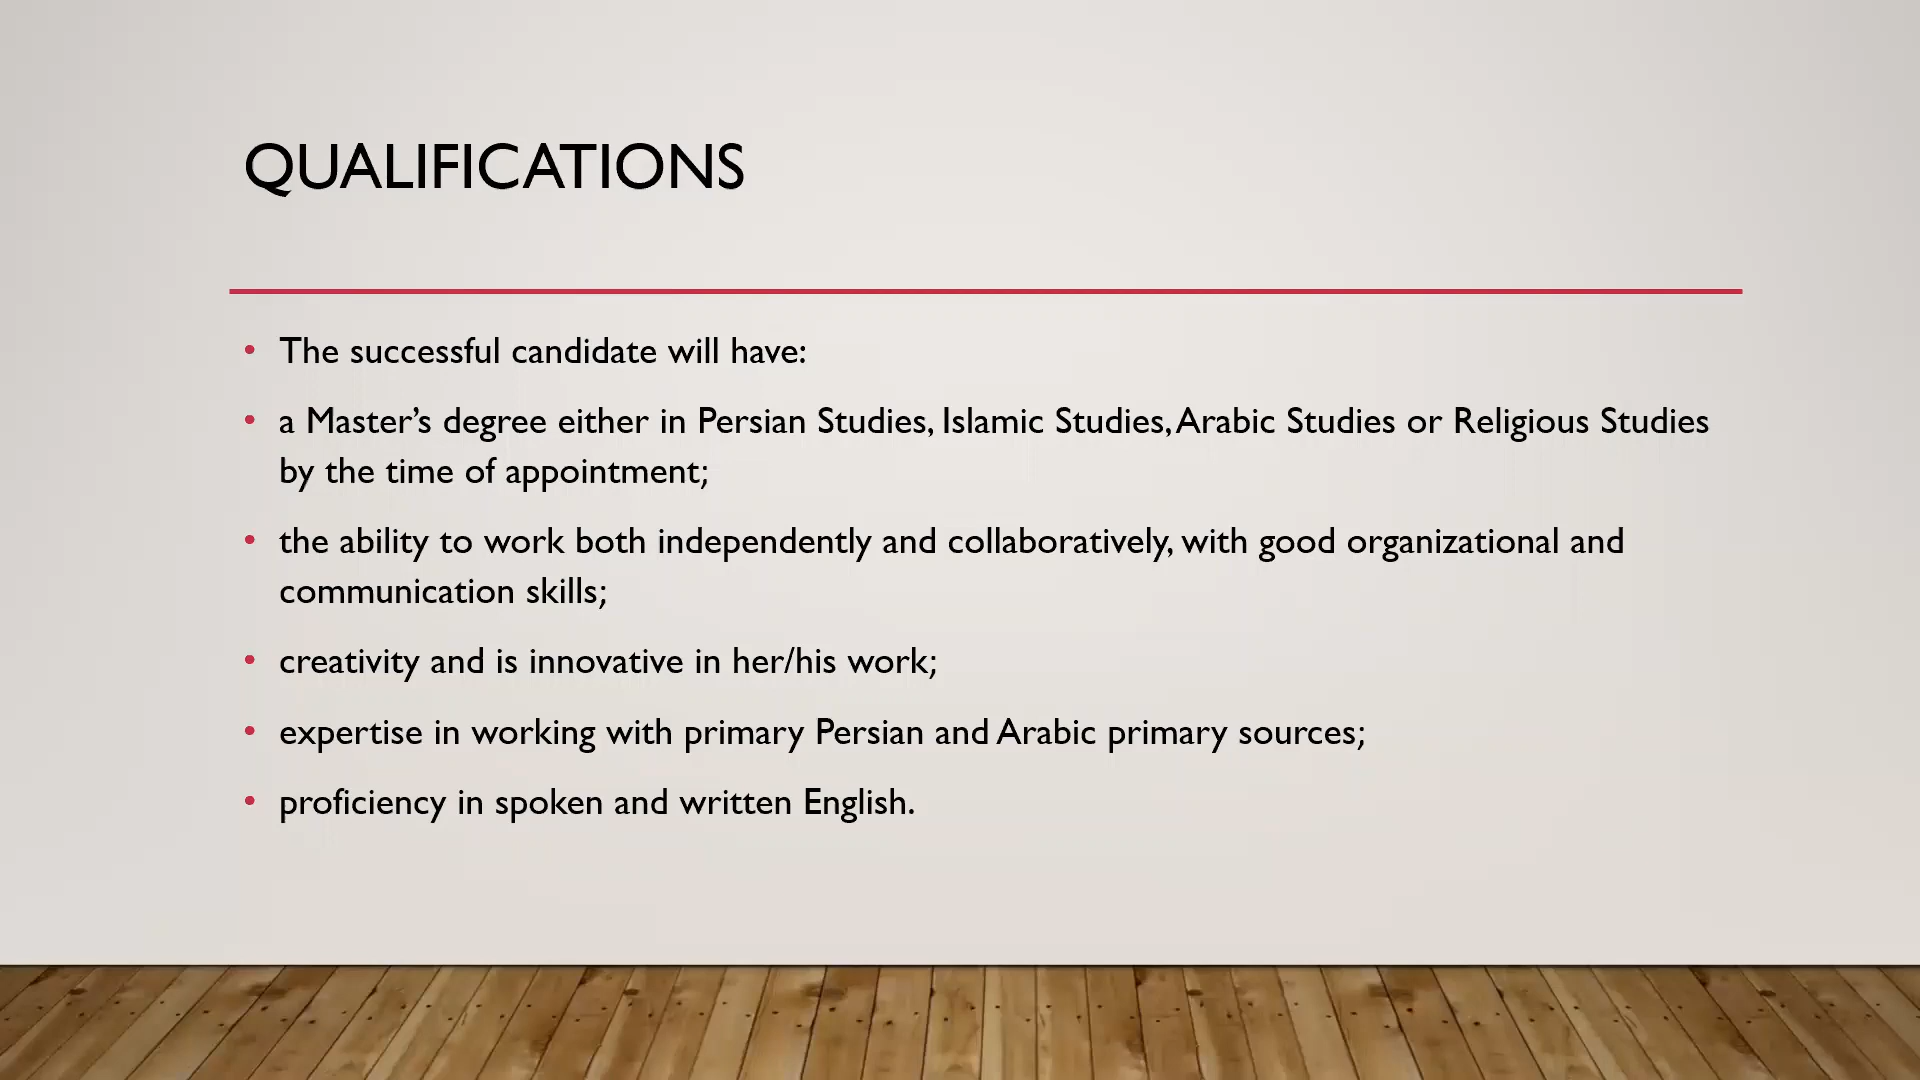 QUALIFICATIONS
• The successful candidate will have:
• a Master’s degree either in Persian Studies, Islamic Studies, Arabic Studies or Religious Studies
by the time of appointment;
• the ability to work both independently and collaboratively, with good organizational and
communication skills;
• creativity and is innovative in her/his work;
• expertise in working with primary Persian and Arabic primary sources;
• proficiency in spoken and written English.